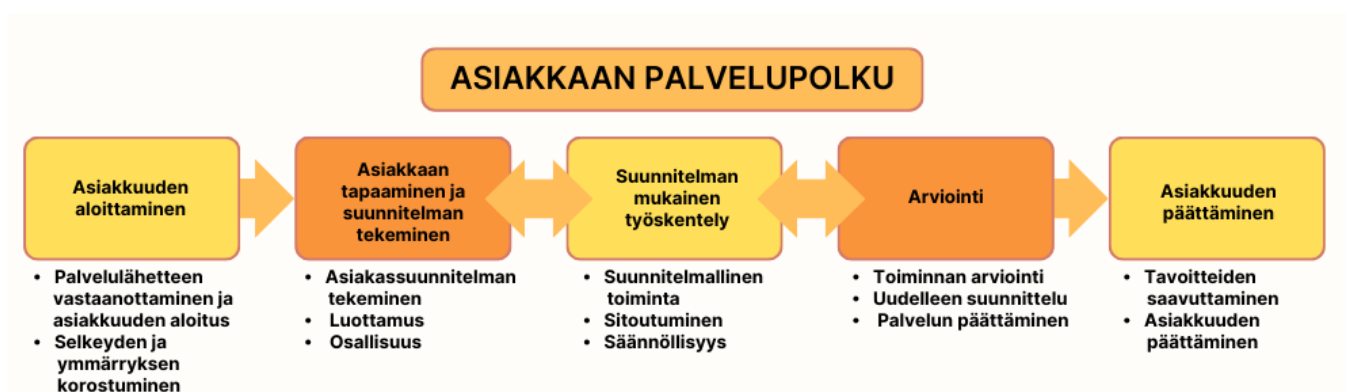 ASIAKKAAN PALVELUPOLKU
Asiakkuuden
aloittaminen
Asiakkaan
tapaaminen ja
suunnitelman
tekeminen
Suunnitelman
mukainen
työskentely
Arviointi
Asiakkuuden
päättäminen
• Palvelulähetteen
vastaanottaminen ja
asiakkuuden aloitus
• Selkeyden ja
ymmärryksen
korostuminen
• Asiakassuunnitelman
tekeminen
• Luottamus
• Osallisuus
• Suunnitelmallinen
toiminta
• Sitoutuminen
• Säännöllisyys
• Toiminnan arviointi
• Uudelleen suunnittelu
• Palvelun päättäminen
• Tavoitteiden
saavuttaminen
• Asiakkuuden
päättäminen